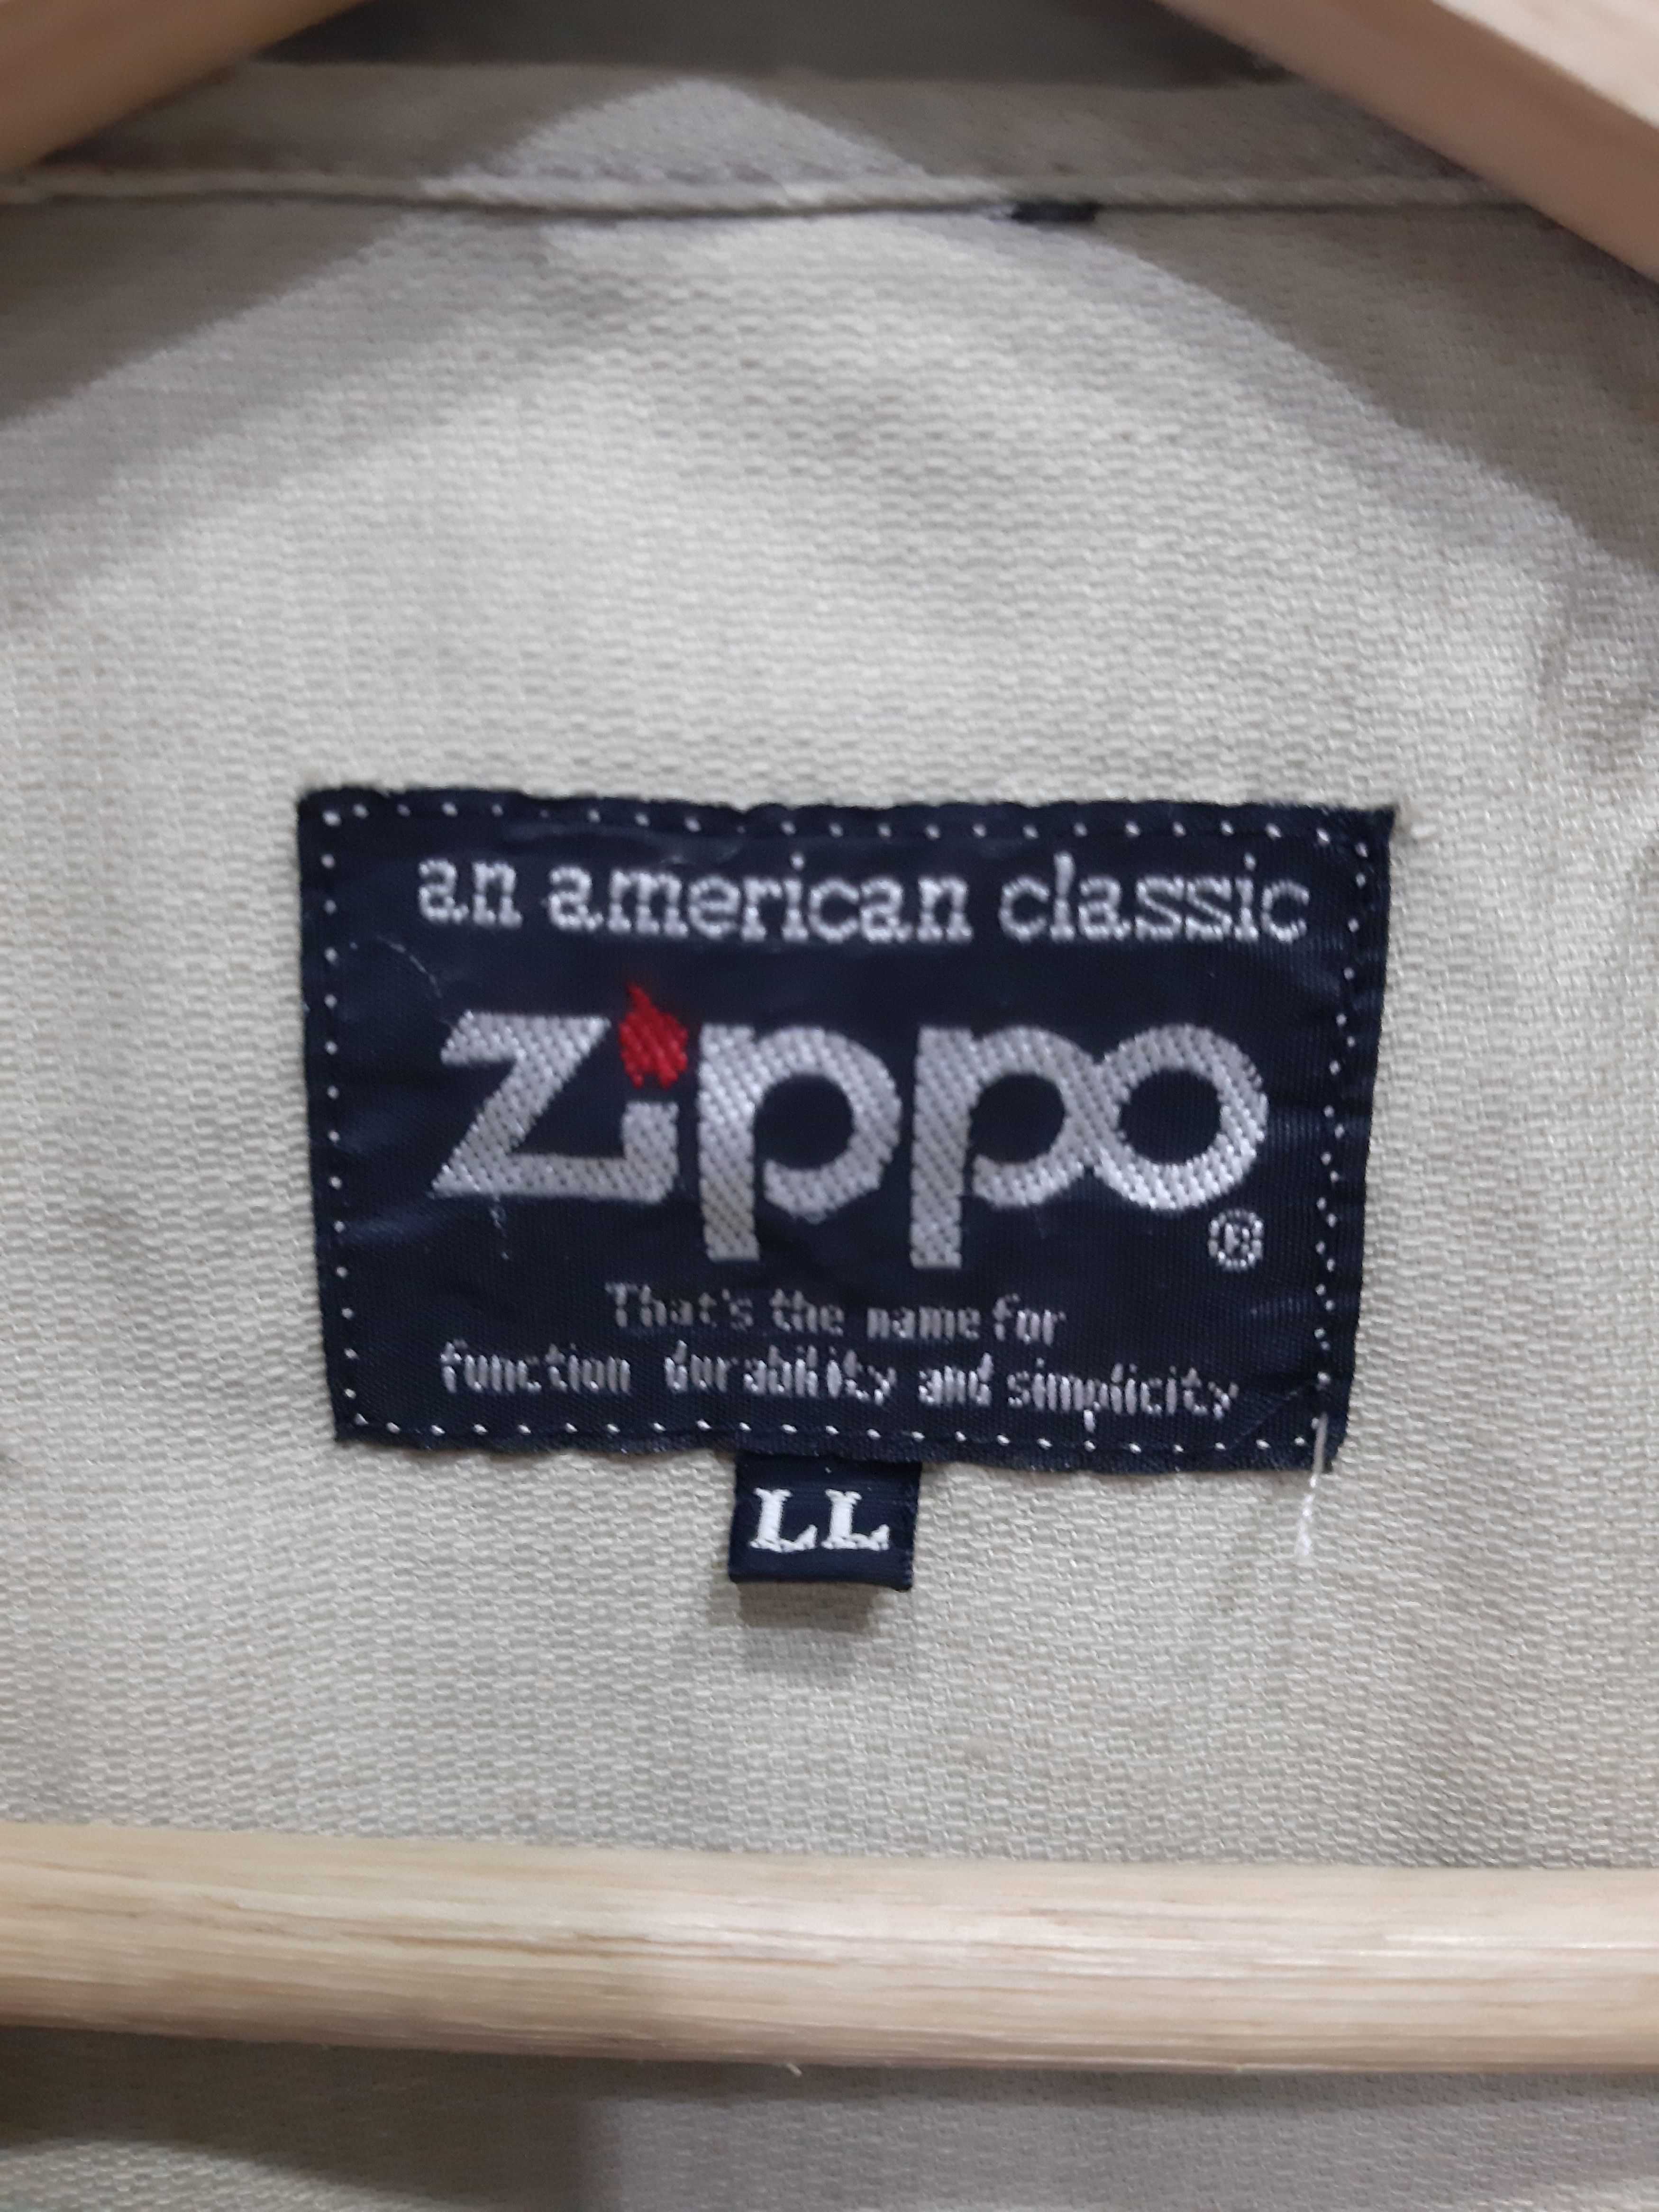 an american classic
Zippo®
That's the name for
function durability and simplicity
LL